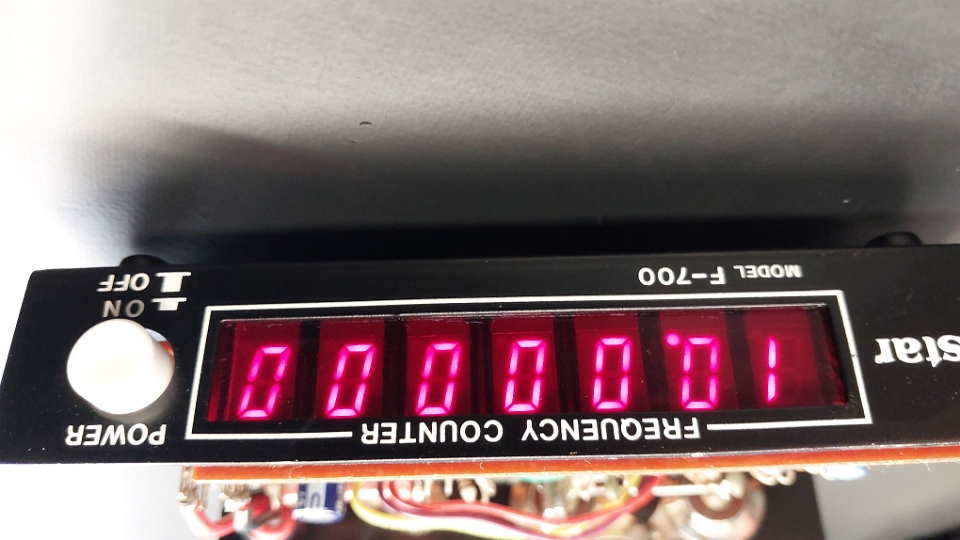 FREQUENCY COUNTER
POWER
star
10.00000
ON
MODEL F-700
OFF